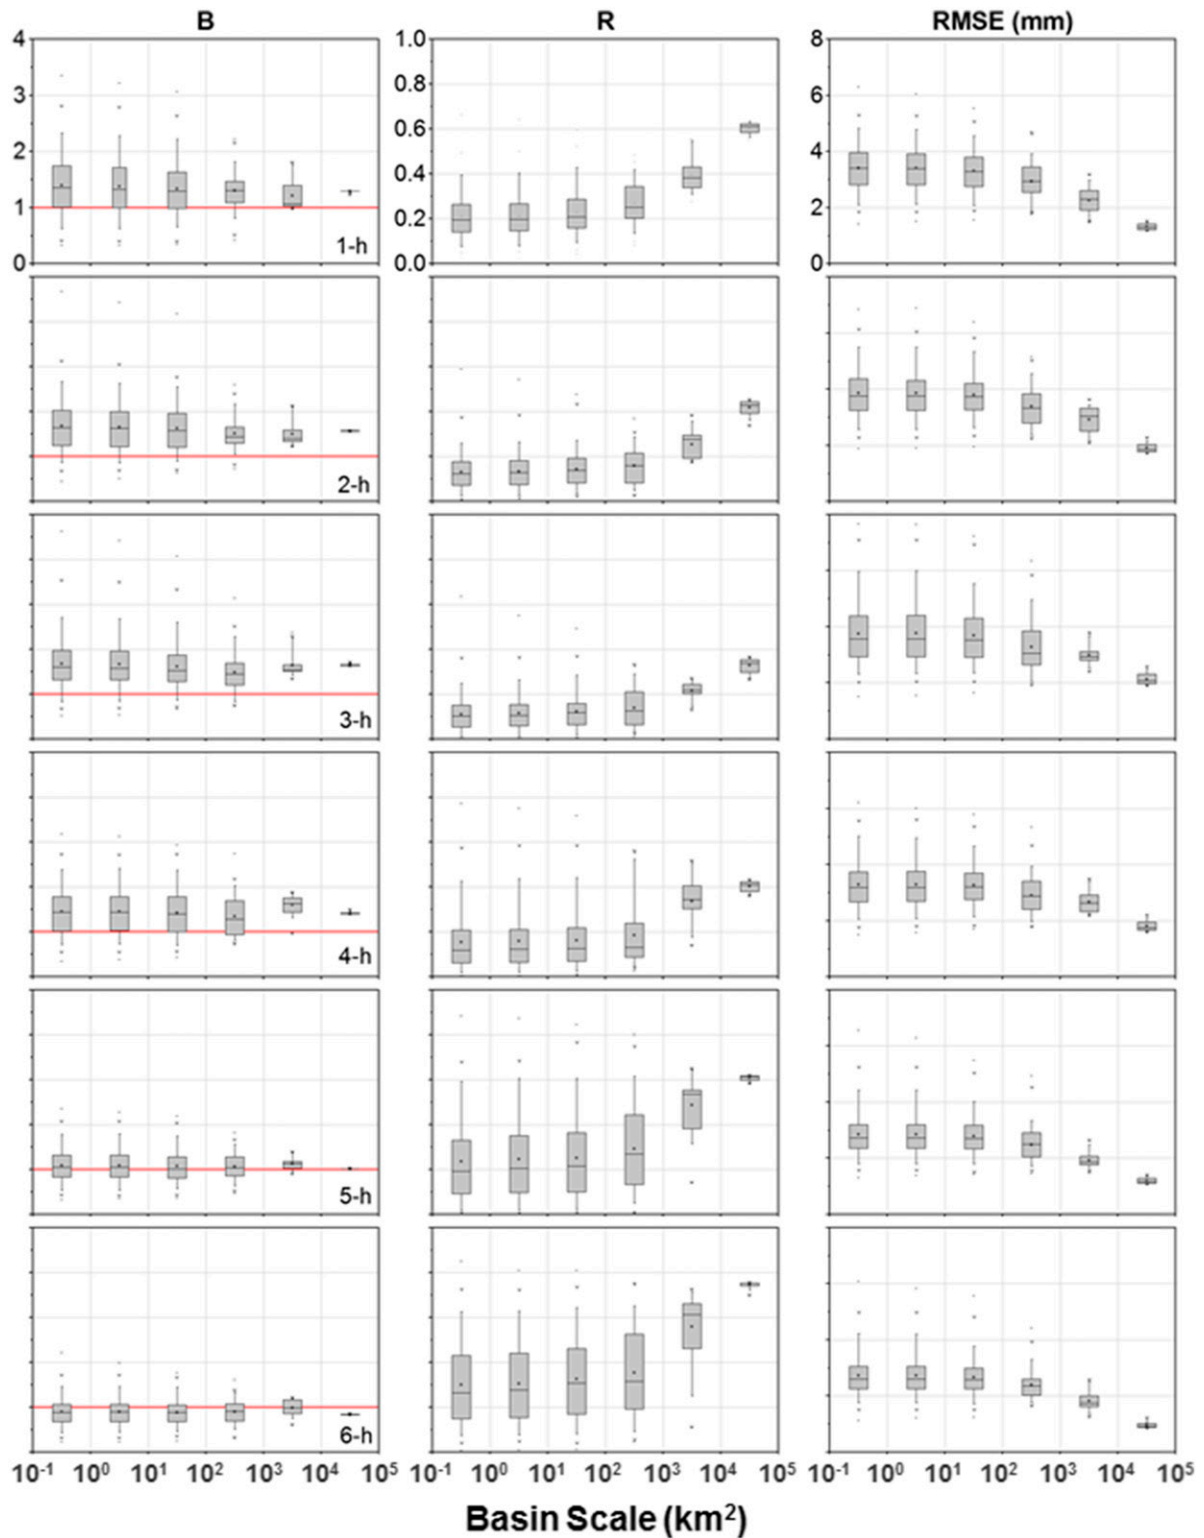 B R RMSE (mm)
4 1.0 8
3 0.8 6
2 0.6 4
1 0.4 2
0 0.2 0
0.0
1-h
2-h
3-h
4-h
5-h
6-h
10⁻¹ 10⁰ 10¹ 10² 10³ 10⁴ 10⁵ 10⁻¹ 10⁰ 10¹ 10² 10³ 10⁴ 10⁵ 10⁻¹ 10⁰ 10¹ 10² 10³ 10⁴ 10⁵
Basin Scale (km²)